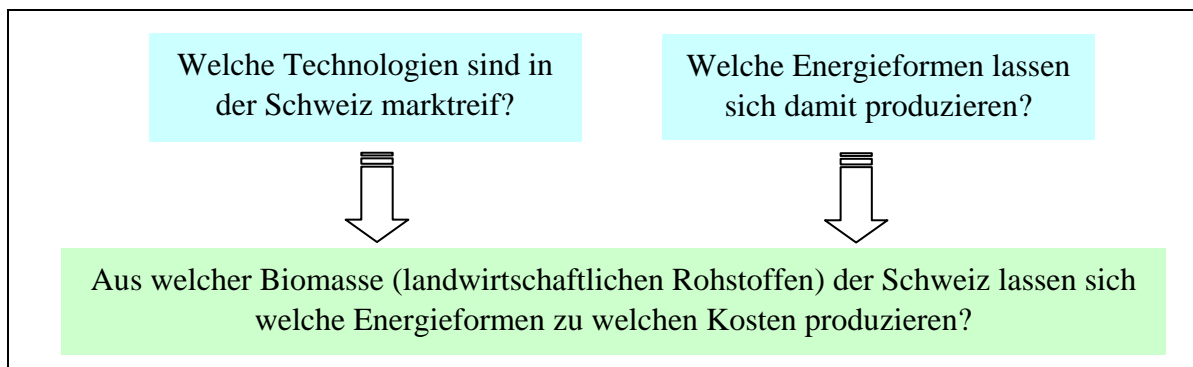 Welche Technologien sind in
der Schweiz marktreif?
Welche Energieformen lassen
sich damit produzieren?
Aus welcher Biomasse (landwirtschaftlichen Rohstoffen) der Schweiz lassen sich
welche Energieformen zu welchen Kosten produzieren?